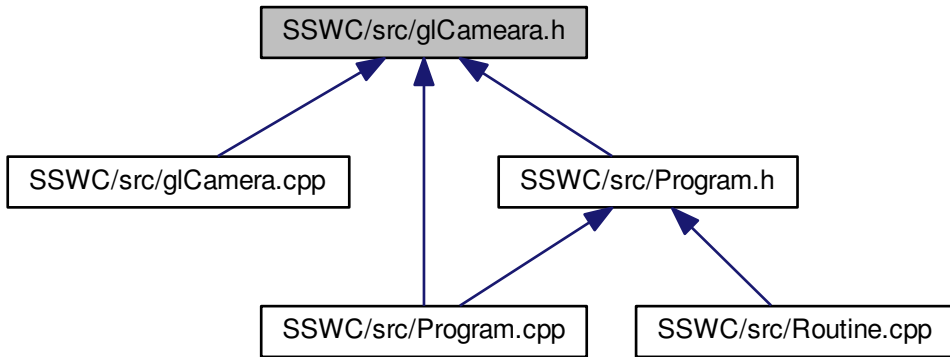 SSWC/src/glCameara.h
SSWC/src/glCamera.cpp
SSWC/src/Program.h
SSWC/src/Program.cpp
SSWC/src/Routine.cpp